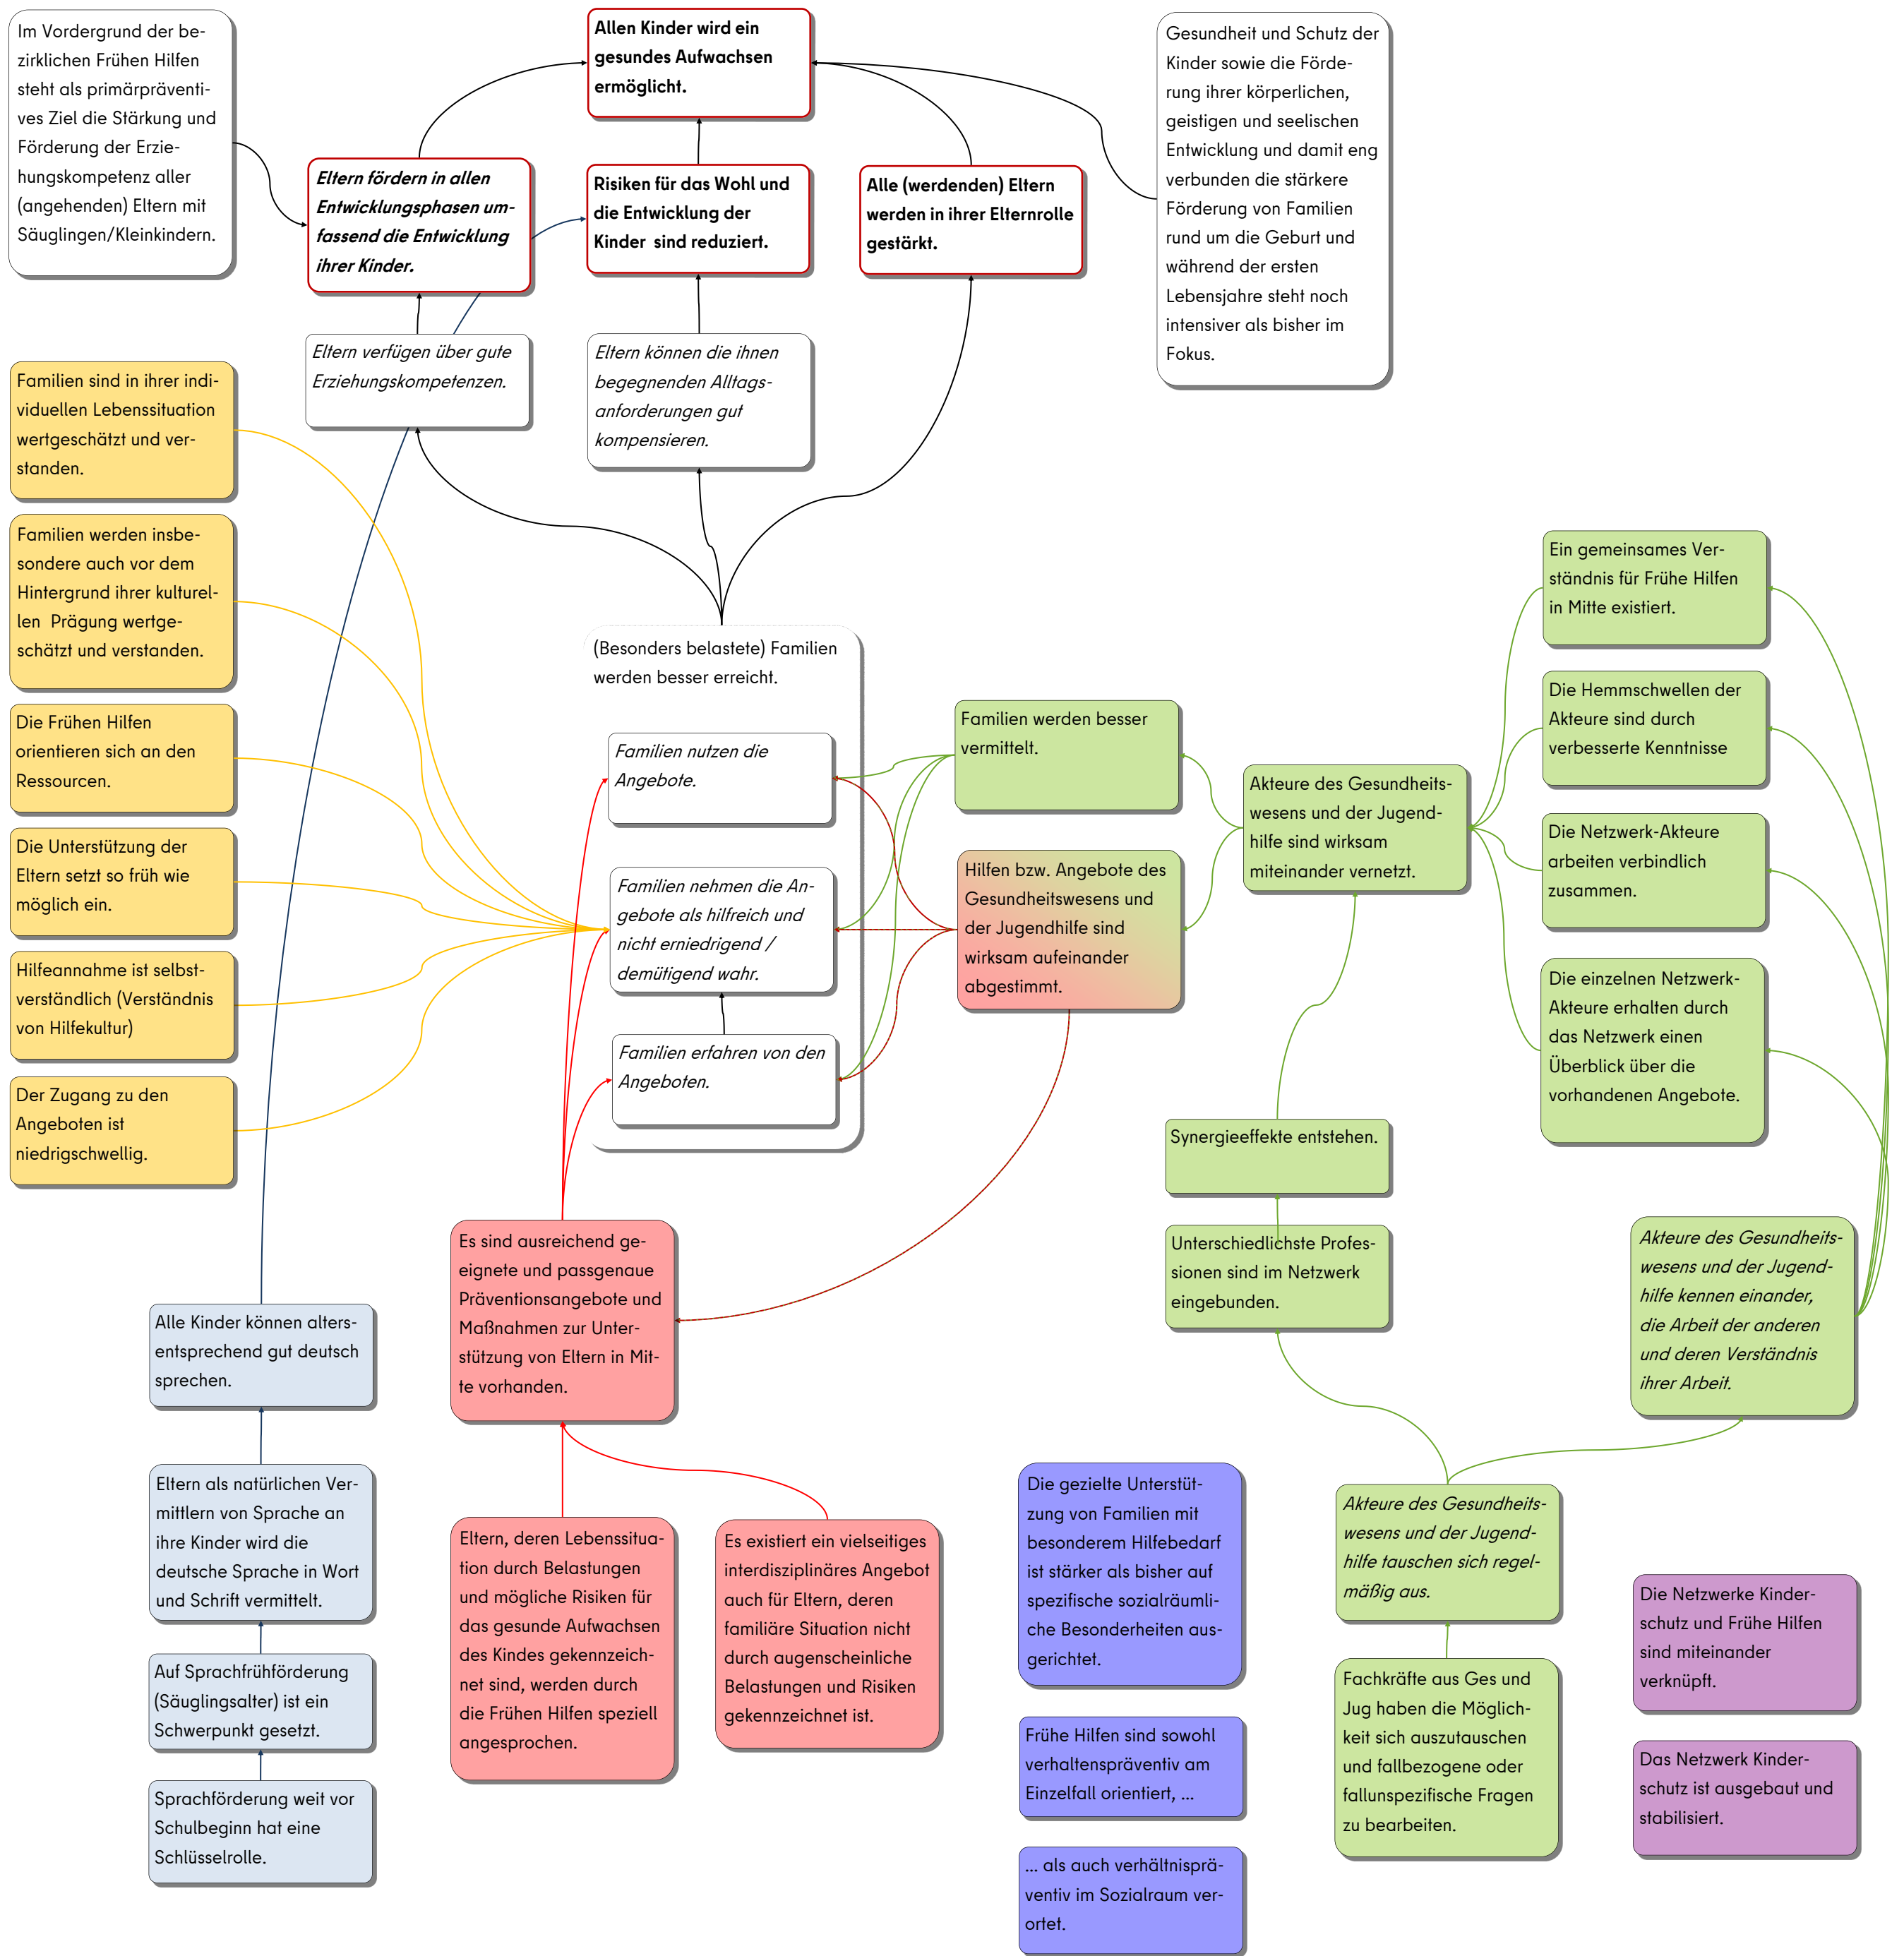 Im Vordergrund der be-
zirklichen Frühen Hilfen
steht als primärpräventi-
ves Ziel die Stärkung und
Förderung der Erzie-
hungskompetenz aller
(angehenden) Eltern mit
Säuglingen/Kleinkindern.
Allen Kinder wird ein
gesundes Aufwachsen
ermöglicht.
Gesundheit und Schutz der
Kinder sowie die Förde-
rung ihrer körperlichen,
geistigen und seelischen
Entwicklung und damit eng
verbunden die stärkere
Förderung von Familien
rund um die Geburt und
während der ersten
Lebensjahre steht noch
intensiver als bisher im
Fokus.
Eltern fördern in allen
Entwicklungsphasen um-
fassend die Entwicklung
ihrer Kinder.
Risiken für das Wohl und
die Entwicklung der
Kinder  sind reduziert.
Alle (werdenden) Eltern
werden in ihrer Elternrolle
gestärkt.
Eltern verfügen über gute
Erziehungskompetenzen.
Eltern können die ihnen
begegnenden Alltags-
anforderungen gut
kompensieren.
Familien sind in ihrer indi-
viduellen Lebenssituation
wertgeschätzt und ver-
standen.
Familien werden insbe-
sondere auch vor dem
Hintergrund ihrer kulturel-
len  Prägung wertge-
schätzt und verstanden.
Die Frühen Hilfen
orientieren sich an den
Ressourcen.
Die Unterstützung der
Eltern setzt so früh wie
möglich ein.
Hilfeannahme ist selbst-
verständlich (Verständnis
von Hilfekultur)
Der Zugang zu den
Angeboten ist
niedrigschwellig.
(Besonders belastete) Familien
werden besser erreicht.
Familien nutzen die
Angebote.
Familien nehmen die An-
gebote als hilfreich und
nicht erniedrigend /
demütigend wahr.
Familien erfahren von den
Angeboten.
Familien werden besser
vermittelt.
Hilfen bzw. Angebote des
Gesundheitswesens und
der Jugendhilfe sind
wirksam aufeinander
abgestimmt.
Akteure des Gesundheits-
wesens und der Jugend-
hilfe sind wirksam
miteinander vernetzt.
Ein gemeinsames Ver-
ständnis für Frühe Hilfen
in Mitte existiert.
Die Hemmschwellen der
Akteure sind durch
verbesserte Kenntnisse
Die Netzwerk-Akteure
arbeiten verbindlich
zusammen.
Die einzelnen Netzwerk-
Akteure erhalten durch
das Netzwerk einen
Überblick über die
vorhandenen Angebote.
Synergieeffekte entstehen.
Unterschiedlichste Profes-
sionen sind im Netzwerk
eingebunden.
Akteure des Gesundheits-
wesens und der Jugend-
hilfe kennen einander,
die Arbeit der anderen
und deren Verständnis
ihrer Arbeit.
Es sind ausreichend ge-
eignete und passgenaue
Präventionsangebote und
Maßnahmen zur Unter-
stützung von Eltern in Mit-
te vorhanden.
Alle Kinder können alters-
entsprechend gut deutsch
sprechen.
Eltern als natürlichen Ver-
mittlern von Sprache an
ihre Kinder wird die
deutsche Sprache in Wort
und Schrift vermittelt.
Auf Sprachfrühförderung
(Säuglingsalter) ist ein
Schwerpunkt gesetzt.
Sprachförderung weit vor
Schulbeginn hat eine
Schlüsselrolle.
Eltern, deren Lebenssitua-
tion durch Belastungen
und mögliche Risiken für
das gesunde Aufwachsen
des Kindes gekennzeich-
net sind, werden durch
die Frühen Hilfen speziell
angesprochen.
Es existiert ein vielseitiges
interdisziplinäres Angebot
auch für Eltern, deren
familiäre Situation nicht
durch augenscheinliche
Belastungen und Risiken
gekennzeichnet ist.
Die gezielte Unterstüt-
zung von Familien mit
besonderem Hilfebedarf
ist stärker als bisher auf
spezifische sozialräumli-
che Besonderheiten aus-
gerichtet.
Frühe Hilfen sind sowohl
verhaltenspräventiv am
Einzelfall orientiert, ...
... als auch verhältnisprä-
ventiv im Sozialraum ver-
ortet.
Akteure des Gesundheits-
wesens und der Jugend-
hilfe tauschen sich regel-
mäßig aus.
Fachkräfte aus Ges und
Jug haben die Möglich-
keit sich auszutauschen
und fallbezogene oder
fallunspezifische Fragen
zu bearbeiten.
Die Netzwerke Kinder-
schutz und Frühe Hilfen
sind miteinander
verknüpft.
Das Netzwerk Kinder-
schutz ist ausgebaut und
stabilisiert.